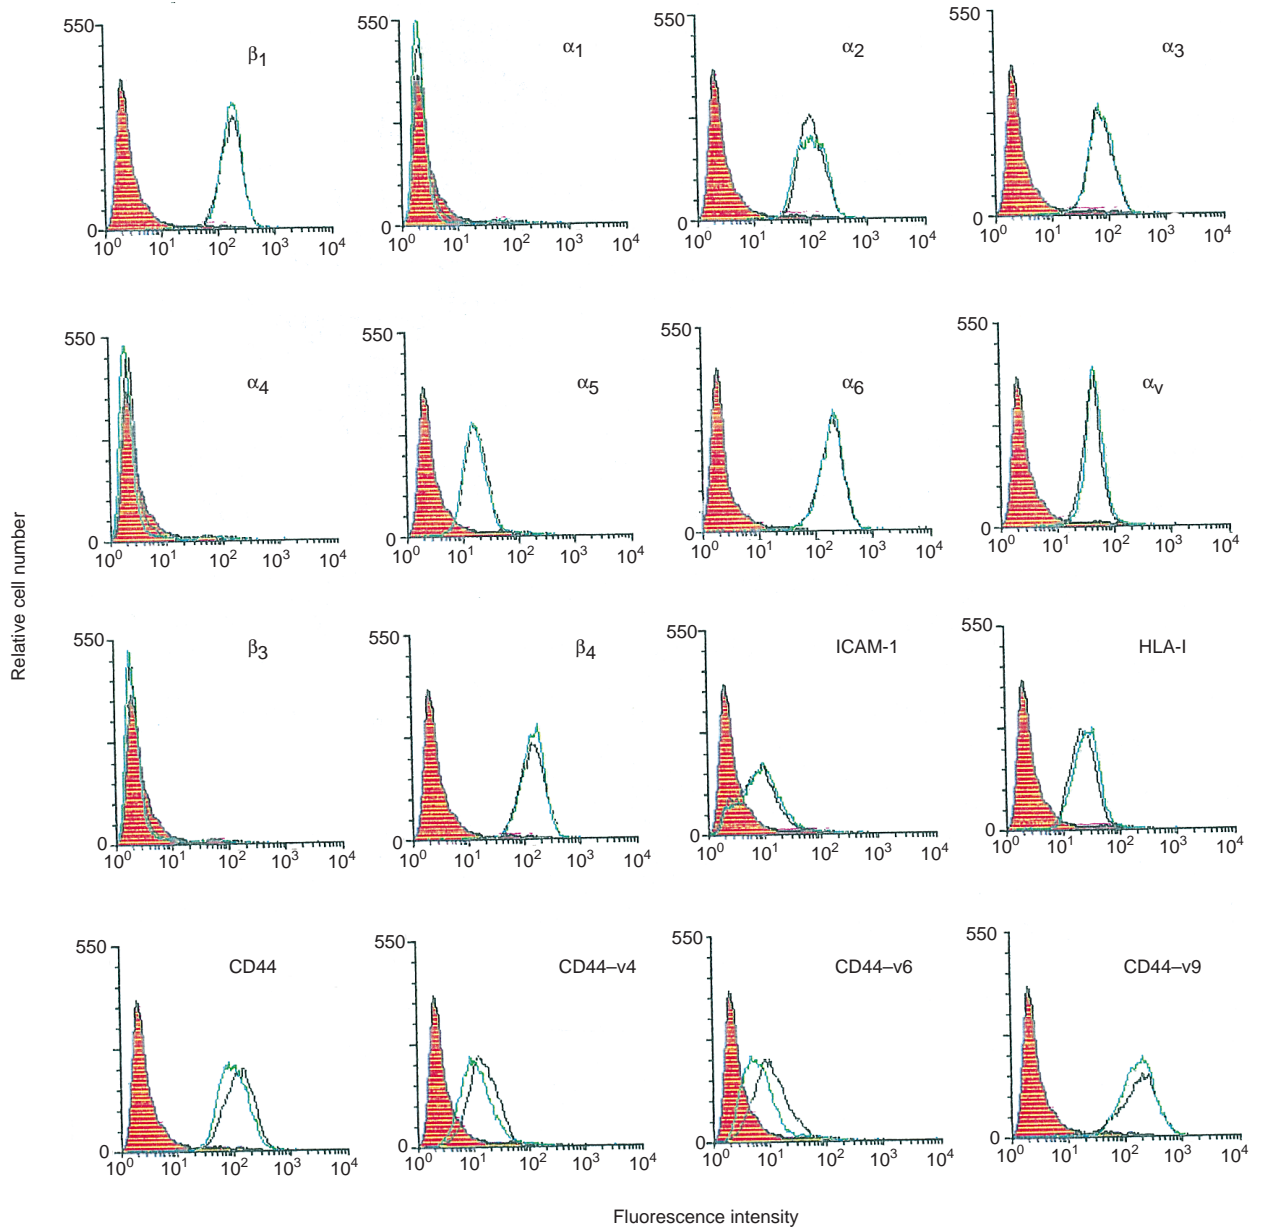 550 β1 550 α1 550 α2 550 α3
0 0 0 0
10^0 10^1 10^2 10^3 10^4 10^0 10^1 10^2 10^3 10^4 10^0 10^1 10^2 10^3 10^4 10^0 10^1 10^2 10^3 10^4
550 α4 550 α5 550 α6 550 αv
0 0 0 0
10^0 10^1 10^2 10^3 10^4 10^0 10^1 10^2 10^3 10^4 10^0 10^1 10^2 10^3 10^4 10^0 10^1 10^2 10^3 10^4
Relative cell number
550 β3 550 β4 550 ICAM-1 550 HLA-I
0 0 0 0
10^0 10^1 10^2 10^3 10^4 10^0 10^1 10^2 10^3 10^4 10^0 10^1 10^2 10^3 10^4 10^0 10^1 10^2 10^3 10^4
550 CD44 550 CD44–v4 550 CD44–v6 550 CD44–v9
0 0 0 0
10^0 10^1 10^2 10^3 10^4 10^0 10^1 10^2 10^3 10^4 10^0 10^1 10^2 10^3 10^4 10^0 10^1 10^2 10^3 10^4
Fluorescence intensity